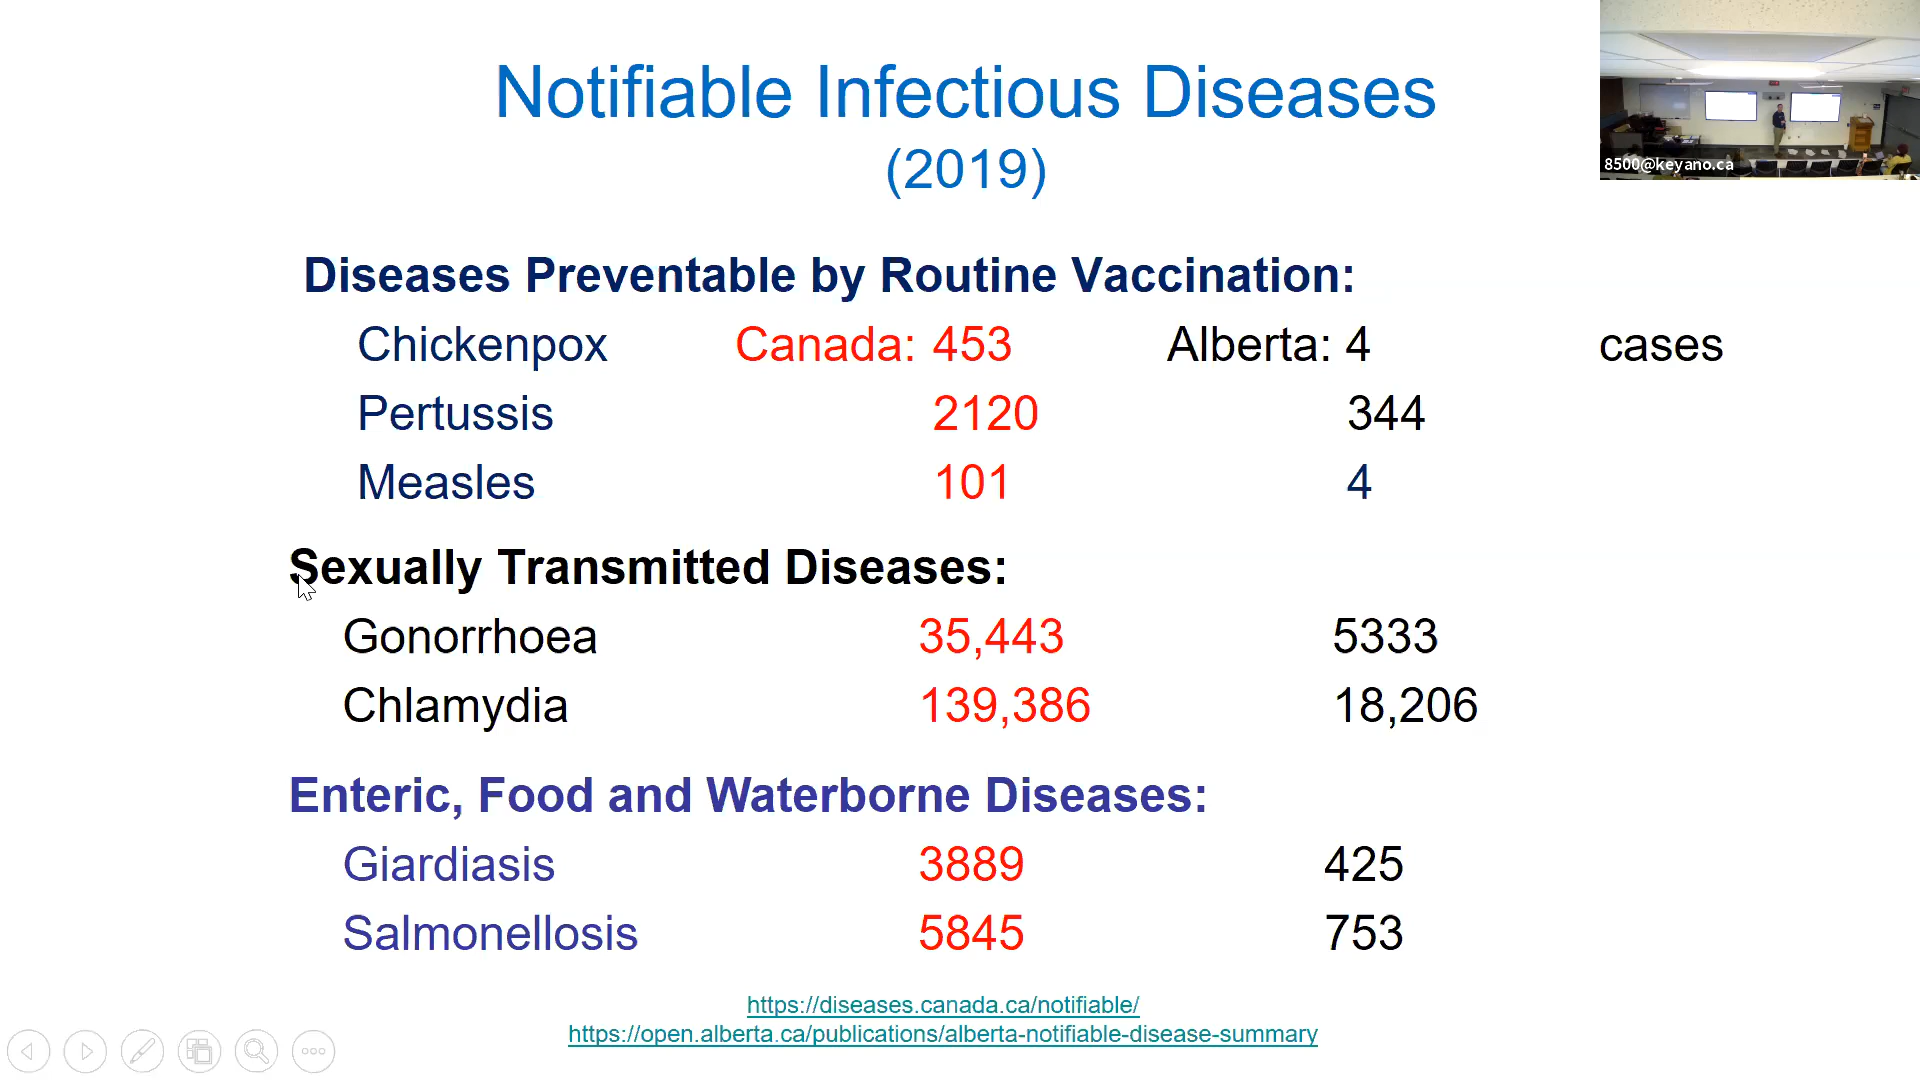 Notifiable Infectious Diseases
(2019)
8500@keyano.ca
Diseases Preventable by Routine Vaccination:
Chickenpox Canada: 453 Alberta: 4 cases
Pertussis 2120 344
Measles 101 4
Sexually Transmitted Diseases:
Gonorrhoea 35,443 5333
Chlamydia 139,386 18,206
Enteric, Food and Waterborne Diseases:
Giardiasis 3889 425
Salmonellosis 5845 753
https://diseases.canada.ca/notifiable/
https://open.alberta.ca/publications/alberta-notifiable-disease-summary